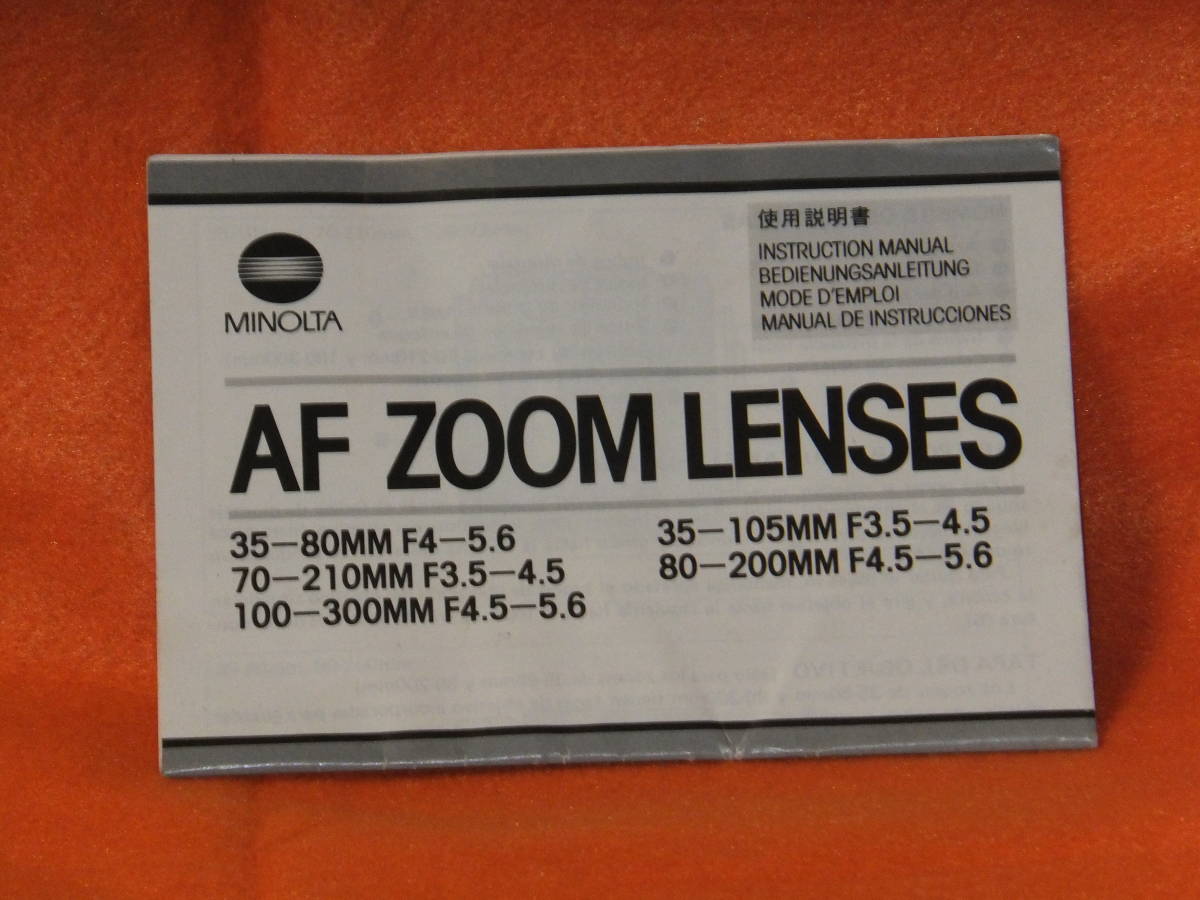 MINOLTA
使用説明書
INSTRUCTION MANUAL
BEDIENUNGSANLEITUNG
MODE D'EMPLOI
MANUAL DE INSTRUCCIONES
AF ZOOM LENSES
35—80MM F4—5.6
70—210MM F3.5—4.5
100—300MM F4.5—5.6
35—105MM F3.5—4.5
80—200MM F4.5—5.6